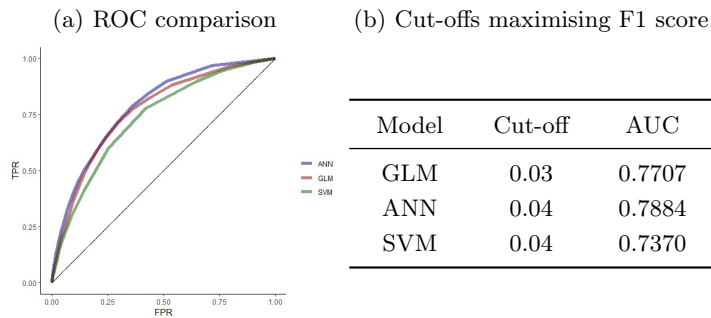 (a) ROC comparison
1.00
0.75
0.50
0.25
0.00
TPR
0.00 0.25 0.50 0.75 1.00
FPR
ANN
GLM
SVM
(b) Cut-offs maximising F1 score
Model Cut-off AUC
GLM 0.03 0.7707
ANN 0.04 0.7884
SVM 0.04 0.7370